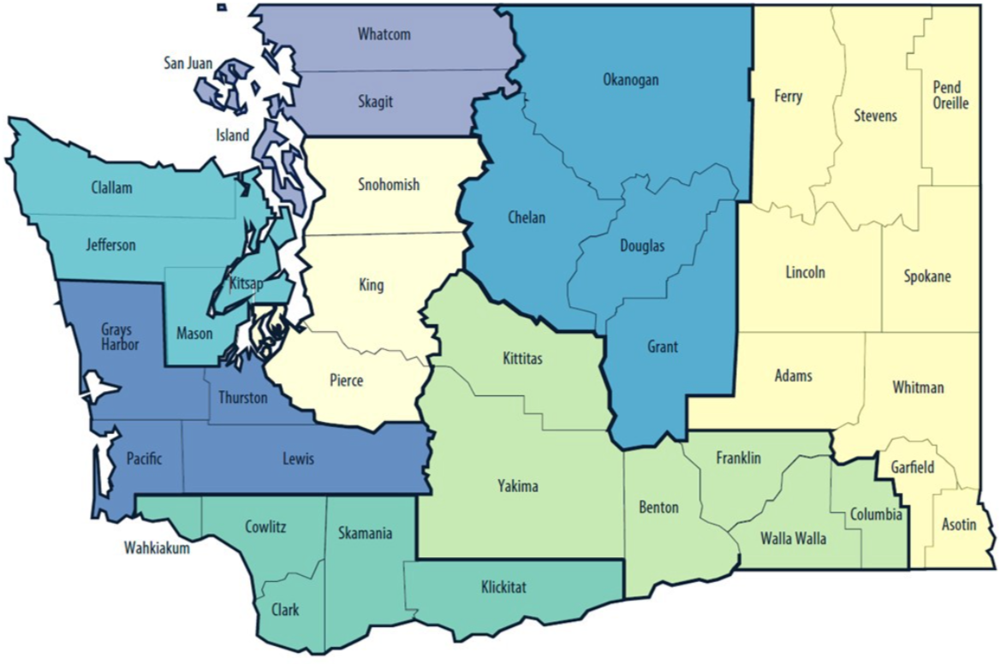 Whatcom
San Juan
Skagit
Island
Okanogan
Ferry
Stevens
Pend
Oreille
Clallam
Snohomish
Chelan
Jefferson
Douglas
Kitsap
King
Lincoln
Spokane
Grays
Harbor
Mason
Kittitas
Grant
Pierce
Adams
Whitman
Thurston
Pacific
Lewis
Franklin
Garfield
Yakima
Benton
Columbia
Asotin
Wahkiakum
Cowlitz
Skamania
Walla Walla
Klickitat
Clark